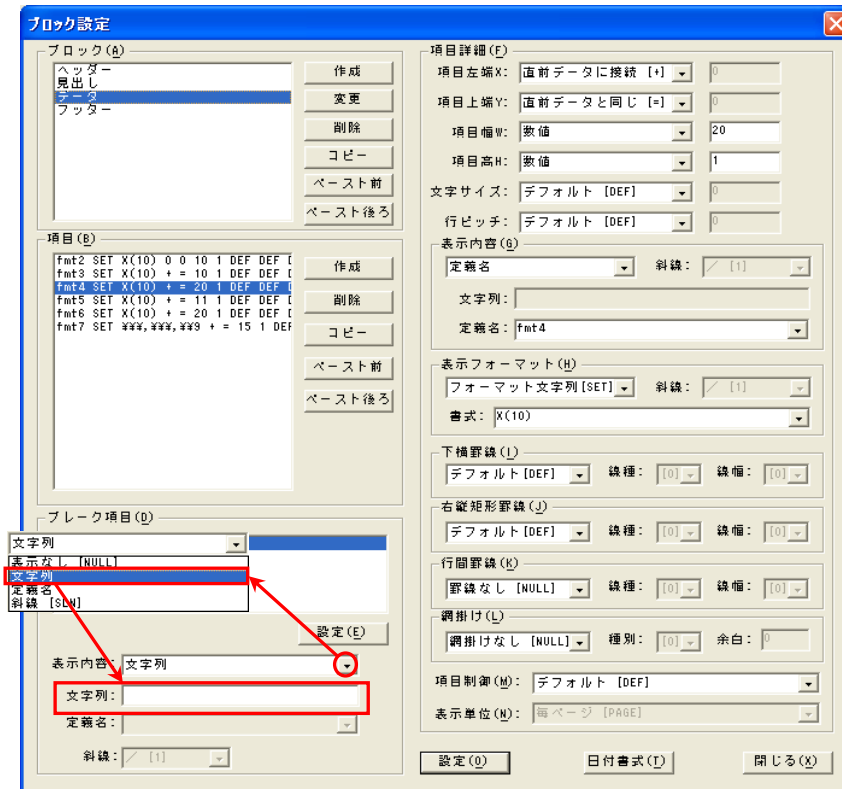 ブロック設定
ブロック(A)
ヘッダー
見出し
データ
フッター
作成
変更
削除
コピー
ペースト前
ペースト後ろ
項目(B)
fmt2 SET X(10) 0 0 10 1 DEF DEF D
fmt3 SET X(10) + = 10 1 DEF DEF D
fmt4 SET X(10) + = 20 1 DEF DEF D
fmt5 SET X(10) + = 11 1 DEF DEF D
fmt6 SET X(10) + = 20 1 DEF DEF D
fmt7 SET ¥¥¥,¥¥¥,¥¥9 + = 15 1 DEF
作成
削除
コピー
ペースト前
ペースト後ろ
ブレーク項目(D)
文字列
表示なし [NULL]
文字列
定義名
斜線 [SLN]
設定(E)
表示内容: 文字列
文字列:
定義名:
斜線: ／ [1]
項目詳細(F)
項目左端X: 直前データに接続 [+] 0
項目上端Y: 直前データと同じ [=] 0
項目幅W: 数値 20
項目高H: 数値 1
文字サイズ: デフォルト [DEF] 0
行ピッチ: デフォルト [DEF] 0
表示内容(G)
定義名 斜線: ／ [1]
文字列:
定義名: fmt4
表示フォーマット(H)
フォーマット文字列[SET] 斜線: ／ [1]
書式: X(10)
下横罫線(I)
デフォルト[DEF] 線種: [0] 線幅: [0]
右縦矩形罫線(J)
デフォルト[DEF] 線種: [0] 線幅: [0]
行間罫線(K)
罫線なし [NULL] 線種: [0] 線幅: [0]
網掛け(L)
網掛けなし [NULL] 種別: [0] 余白: 0
項目制御(M): デフォルト [DEF]
表示単位(N): 毎ページ [PAGE]
設定(O) 日付書式(T) 閉じる(X)